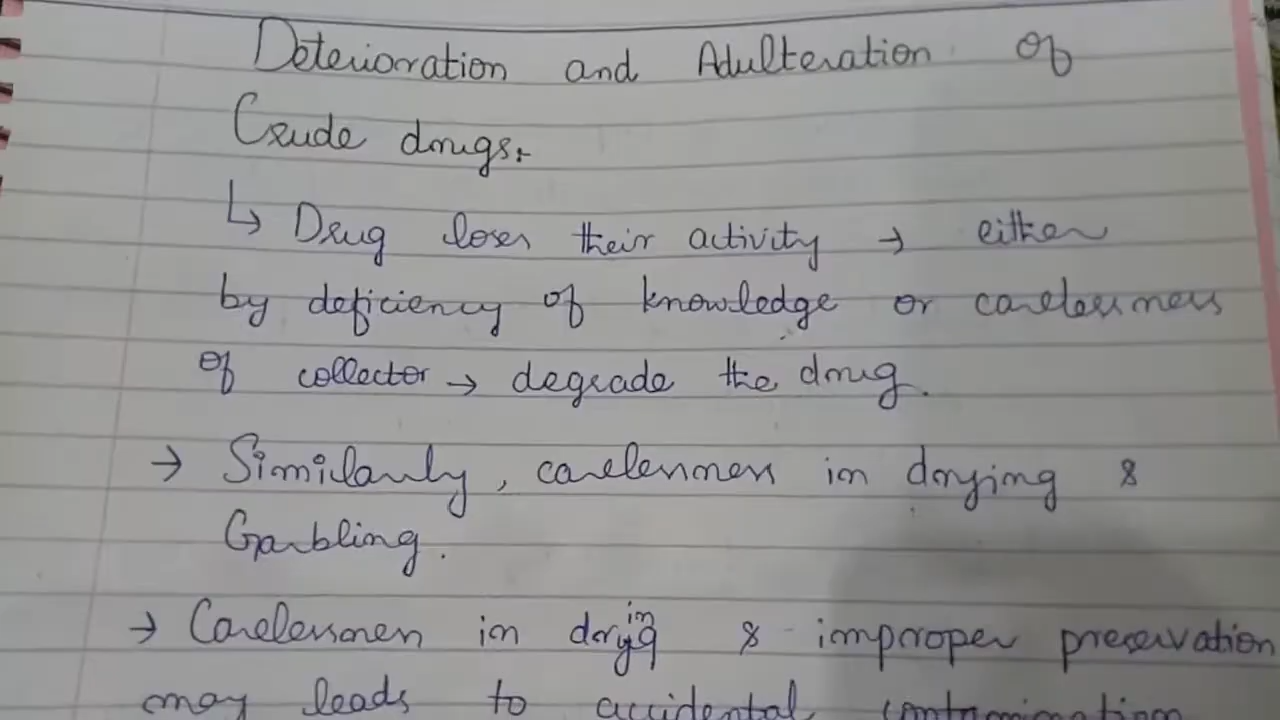 Deterioration and Adulteration of
Crude drugs:-
↳ Drug loses their activity → either
by deficiency of knowledge or carelessness
of collector → degrade the drug.
→ Similarly, carelessness in drying &
Garbling.
→ Carelessness in drying & improper preservation
may leads to accidental contamination